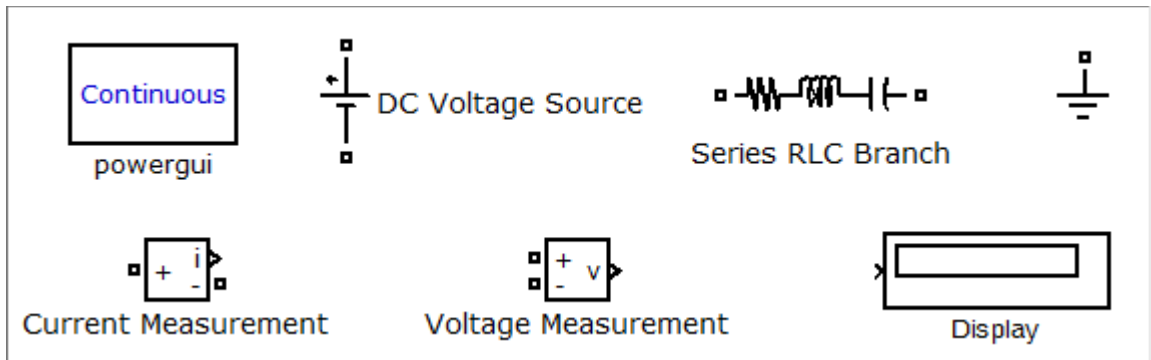 Continuous
powergui
DC Voltage Source
Series RLC Branch
+ i -
Current Measurement
+ - v
Voltage Measurement
Display